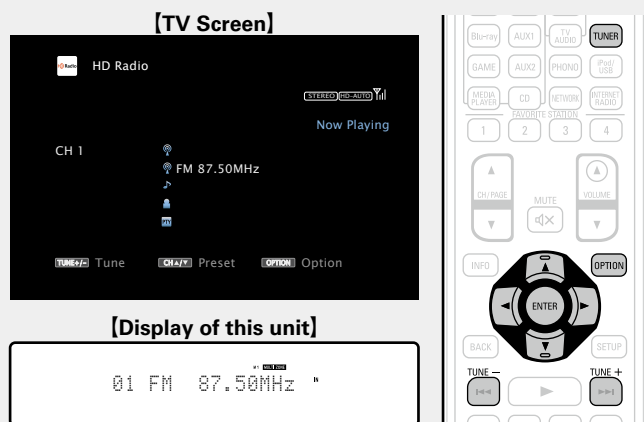 【TV Screen】
HD Radio
HD Radio
STEREO HD-AUTO
Now Playing
CH 1
FM 87.50MHz
TUNE+/- Tune CH▲/▼ Preset OPTION Option
【Display of this unit】
01 FM 87.50MHz
Blu-ray AUX1 TV AUDIO TUNER
GAME AUX2 PHONO iPod/USB
MEDIA PLAYER CD NETWORK INTERNET RADIO
FAVORITE STATION
1 2 3 4
CH/PAGE MUTE VOLUME
INFO OPTION
ENTER
BACK SETUP
TUNE – TUNE +